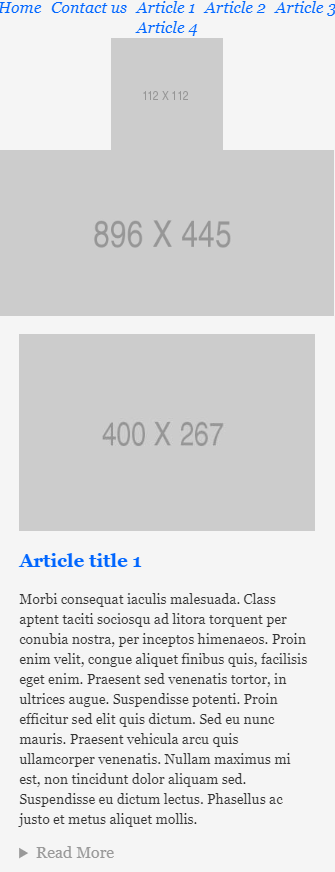 Home Contact us Article 1 Article 2 Article 3
Article 4
112 X 112
896 X 445
400 X 267
Article title 1
Morbi consequat iaculis malesuada. Class
aptent taciti sociosqu ad litora torquent per
conubia nostra, per inceptos himenaeos. Proin
enim velit, congue aliquet finibus quis, facilisis
eget enim. Praesent sed venenatis tortor, in
ultrices augue. Suspendisse potenti. Proin
efficitur sed elit quis dictum. Sed eu nunc
mauris. Praesent vehicula arcu quis
ullamcorper venenatis. Nullam maximus mi
est, non tincidunt dolor aliquam sed.
Suspendisse eu dictum lectus. Phasellus ac
justo et metus aliquet mollis.
Read More